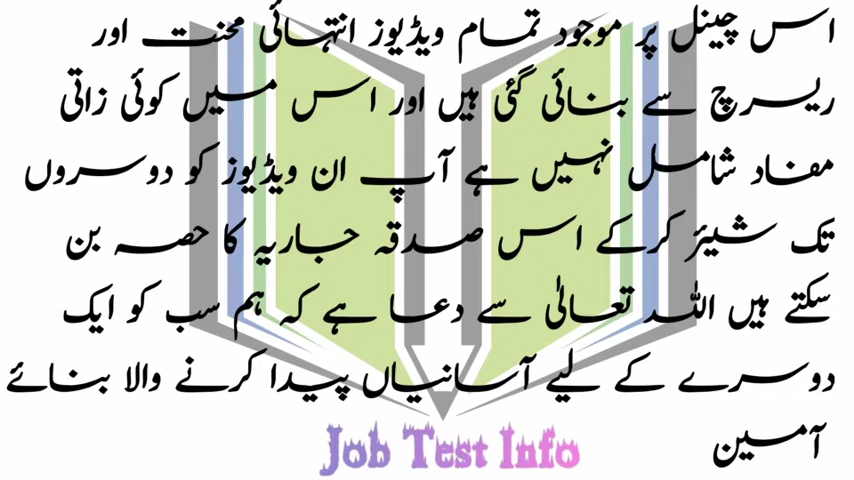 اس چینل پر موجود تمام ویڈیوز انتہائی محنت اور
ریسرچ سے بنائی گئی ہیں اور اس میں کوئی زاتی
مفاد شامل نہیں ہے آپ ان ویڈیوز کو دوسروں
تک شیئر کرکے اس صدقہ جاریہ کا حصہ بن
سکتے ہیں اللہ تعالیٰ سے دعا ہے کہ ہم سب کو ایک
دوسرے کے لیے آسانیاں پیدا کرنے والا بنائے
آمین
Job Test Info